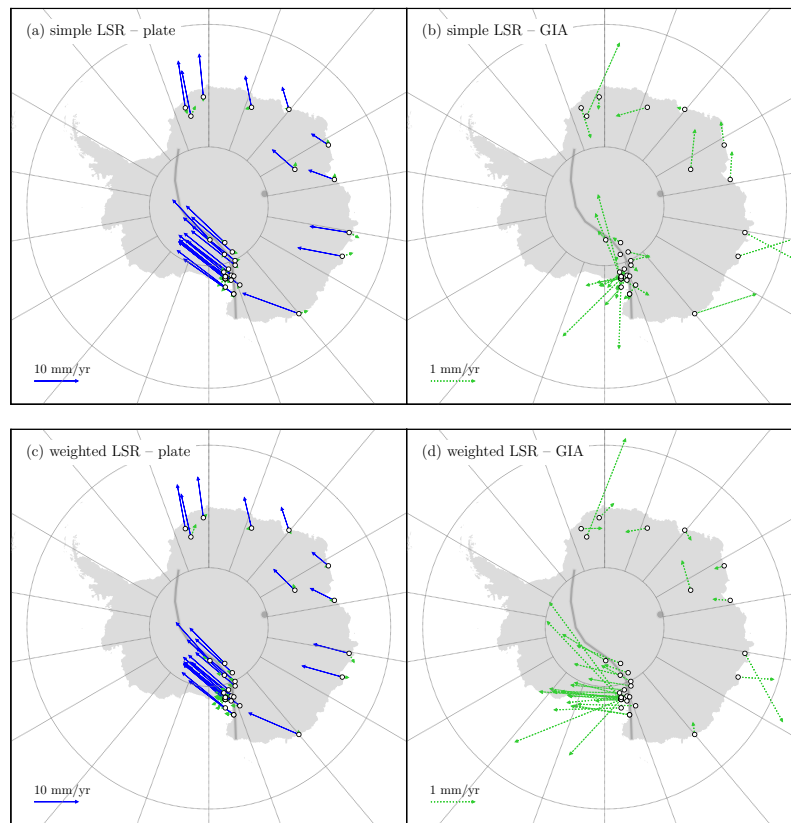 (a) simple LSR – plate
(b) simple LSR – GIA
10 mm/yr
1 mm/yr
(c) weighted LSR – plate
(d) weighted LSR – GIA
10 mm/yr
1 mm/yr